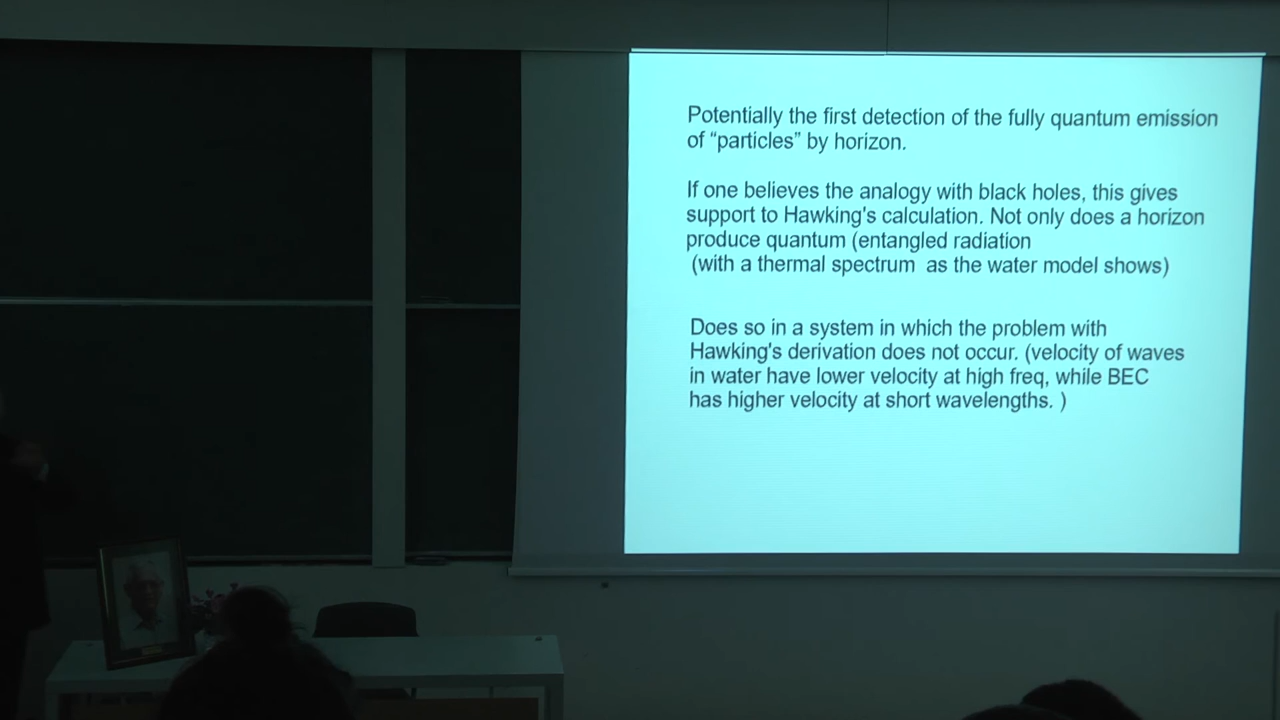 Potentially the first detection of the fully quantum emission
of “particles” by horizon.
If one believes the analogy with black holes, this gives
support to Hawking's calculation. Not only does a horizon
produce quantum (entangled radiation
(with a thermal spectrum as the water model shows)
Does so in a system in which the problem with
Hawking's derivation does not occur. (velocity of waves
in water have lower velocity at high freq, while BEC
has higher velocity at short wavelengths. )